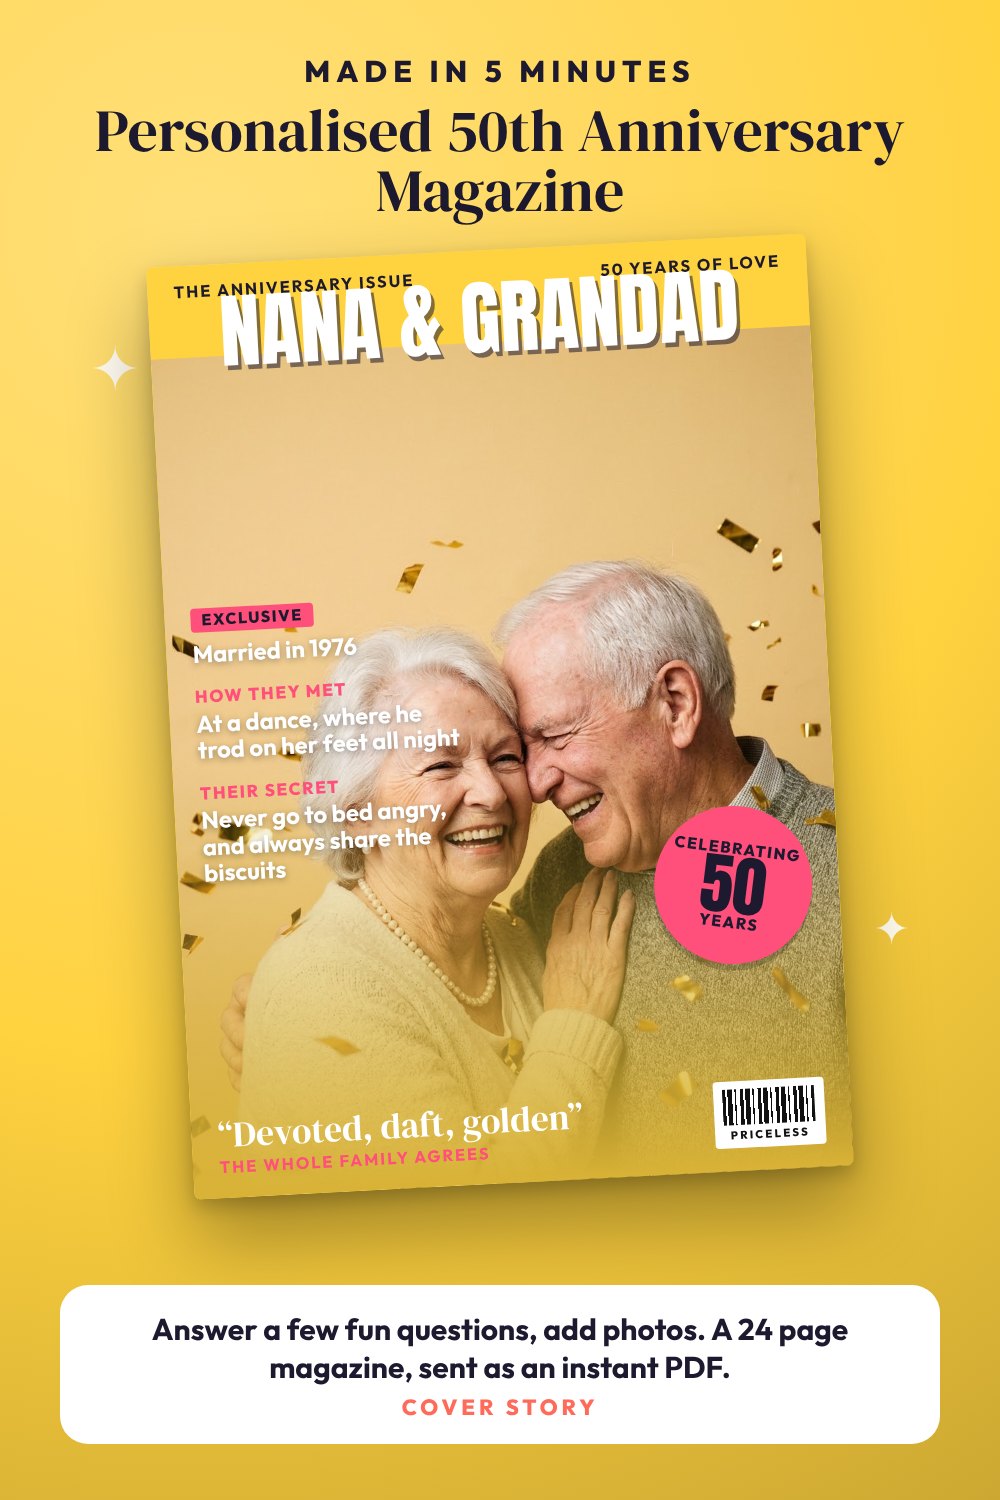 MADE IN 5 MINUTES
Personalised 50th Anniversary
Magazine
THE ANNIVERSARY ISSUE
50 YEARS OF LOVE
NANA & GRANDAD
EXCLUSIVE
Married in 1976
HOW THEY MET
At a dance, where he
trod on her feet all night
THEIR SECRET
Never go to bed angry,
and always share the
biscuits
CELEBRATING
50
YEARS
"Devoted, daft, golden"
THE WHOLE FAMILY AGREES
PRICELESS
Answer a few fun questions, add photos. A 24 page
magazine, sent as an instant PDF.
COVER STORY